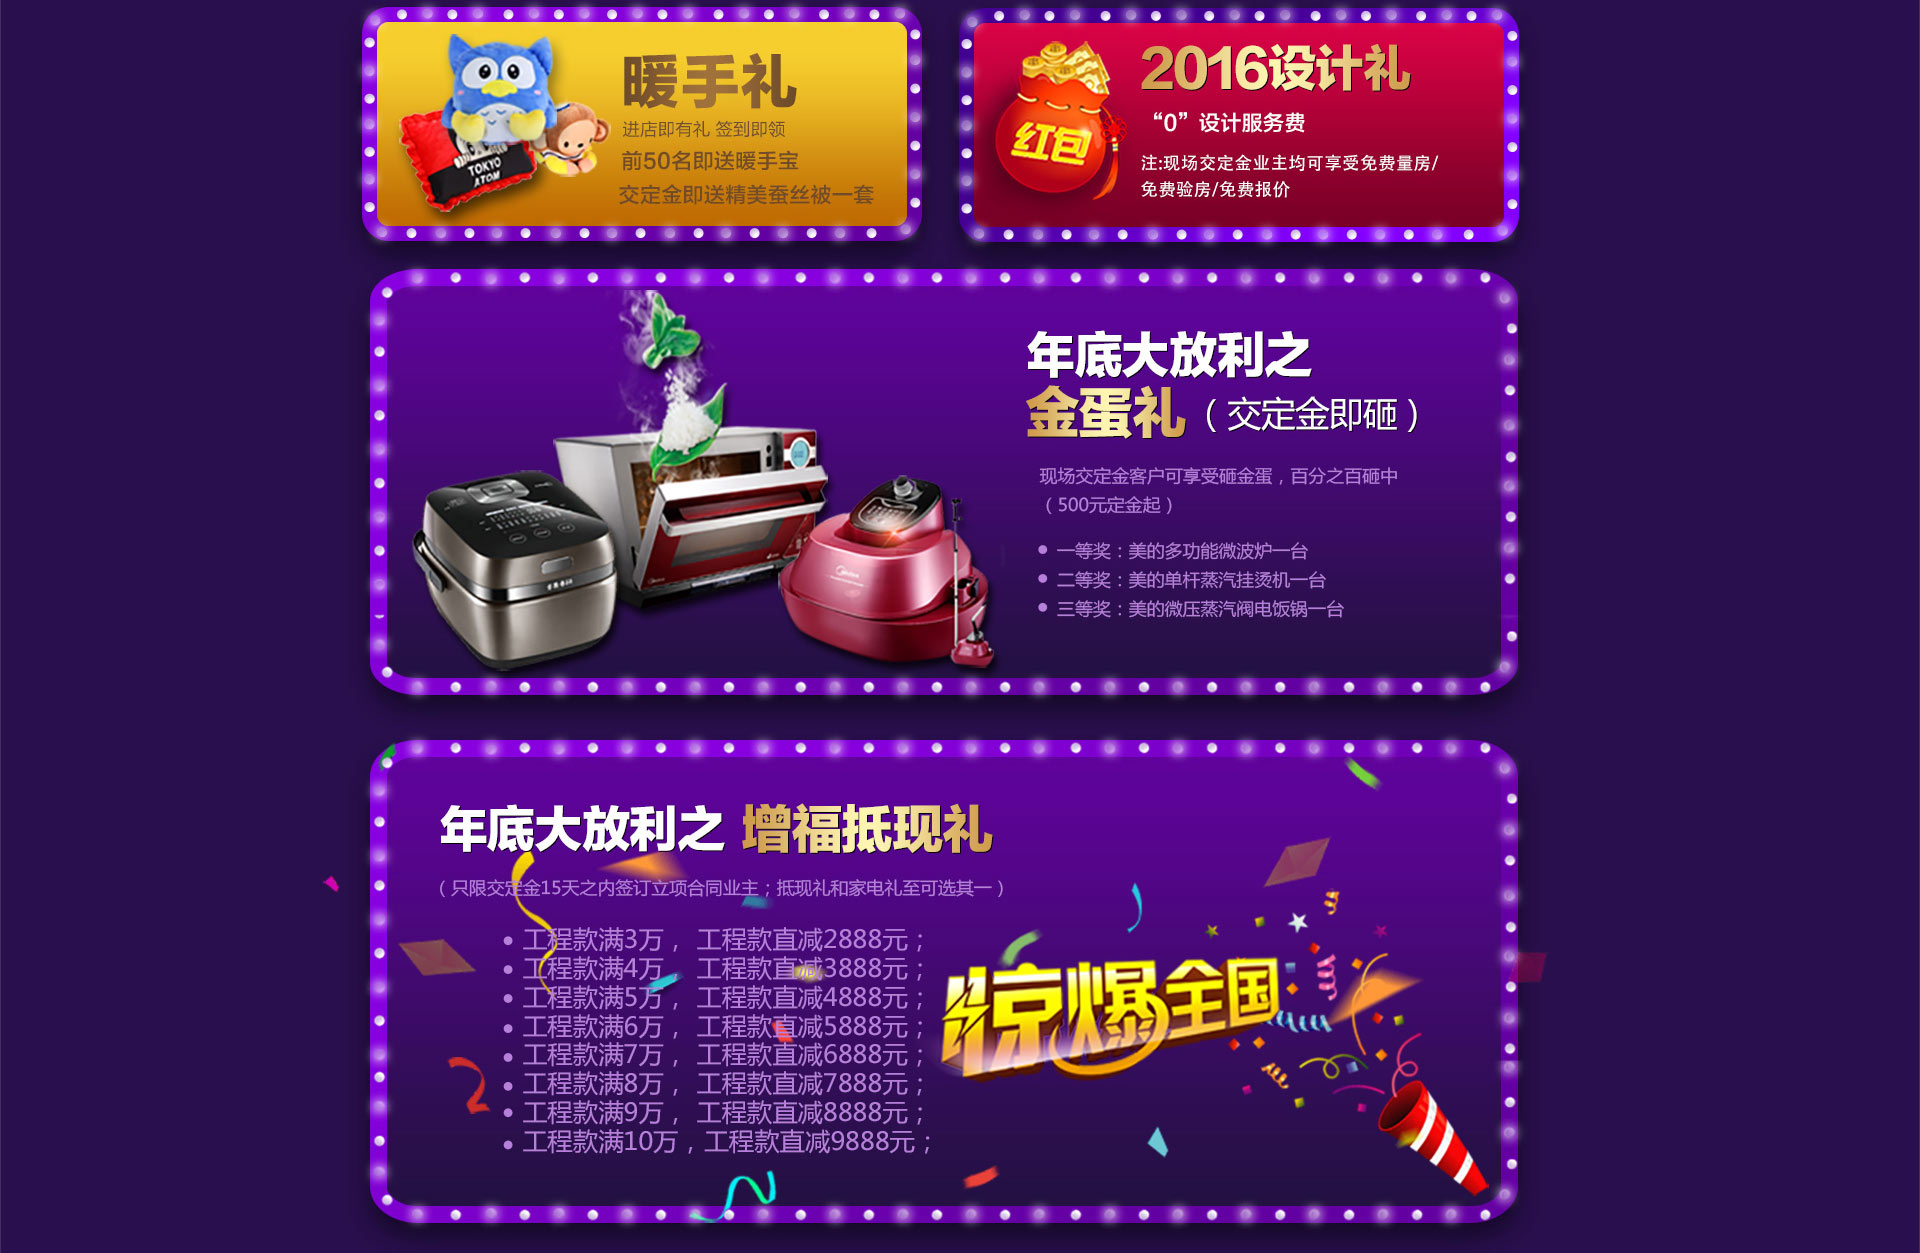 暖手礼
进店即有礼 签到即领
前50名即送暖手宝
交定金即送精美蚕丝被一套
TOKYO
ATOM
红包
2016设计礼
“0”设计服务费
注:现场交定金业主均可享受免费量房/
免费验房/免费报价
年底大放利之
金蛋礼（交定金即砸）
现场交定金客户可享受砸金蛋，百分之百砸中
（500元定金起）
一等奖：美的多功能微波炉一台
二等奖：美的单杆蒸汽挂烫机一台
三等奖：美的微压蒸汽阀电饭锅一台
年底大放利之 增福抵现礼
（只限交定金15天之内签订立项合同业主；抵现礼和家电礼至可选其一）
工程款满3万， 工程款直减2888元；
工程款满4万， 工程款直减3888元；
工程款满5万， 工程款直减4888元；
工程款满6万， 工程款直减5888元；
工程款满7万， 工程款直减6888元；
工程款满8万， 工程款直减7888元；
工程款满9万， 工程款直减8888元；
工程款满10万，工程款直减9888元；
惊爆全国